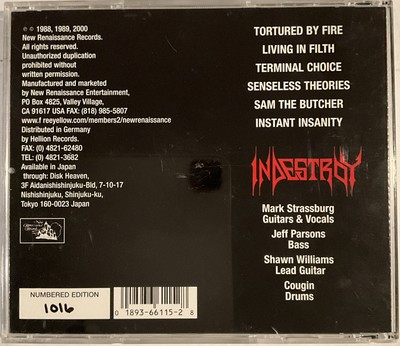 ℗ © 1988, 1989, 2000
New Renaissance Records.
All rights reserved.
Unauthorized duplication
prohibited without
written permission.
Manufactured and marketed
by New Renaissance Entertainment,
PO Box 4825, Valley Village,
CA 91617 USA FAX: (818) 985-5807
www.freeyellow.com/members2/newrenaissance
Distributed in Germany
by Hellion Records.
FAX: (0) 4821-62480
TEL: (0) 4821-3682
Available in Japan
through: Disk Heaven,
3F Aidanishishinjuku-Bld, 7-10-17
Nishishinjuku, Shinjuku-ku,
Tokyo 160-0023 Japan
NUMBERED EDITION
1016
0 1893-66115-2 8
TORTURED BY FIRE
LIVING IN FILTH
TERMINAL CHOICE
SENSELESS THEORIES
SAM THE BUTCHER
INSTANT INSANITY
INDESTROY
Mark Strassburg
Guitars & Vocals
Jeff Parsons
Bass
Shawn Williams
Lead Guitar
Cougin
Drums